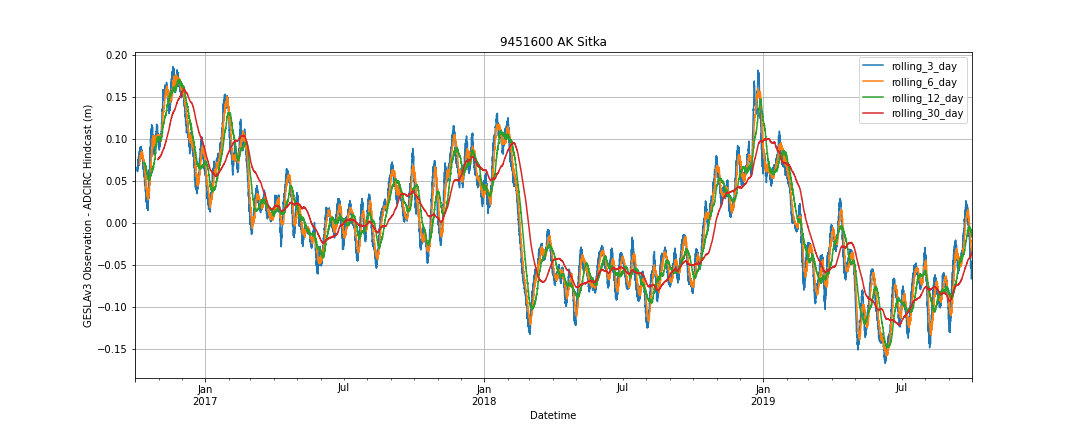 9451600 AK Sitka
GESLAv3 Observation - ADCIRC Hindcast (m)
0.20
0.15
0.10
0.05
0.00
−0.05
−0.10
−0.15
rolling_3_day
rolling_6_day
rolling_12_day
rolling_30_day
Jan
2017
Jul
Jan
2018
Jul
Jan
2019
Jul
Datetime